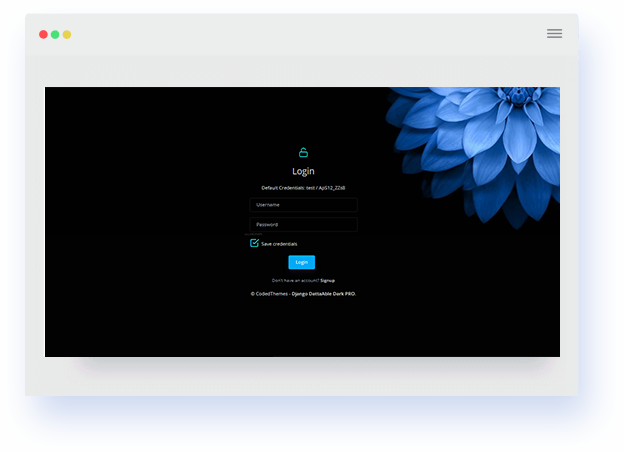 Login
Default Credentials: test / ApS12_ZZs8
Username
Password
Save credentials
Login
Don't have an account? Signup
© CodedThemes - Django DattaAble Dark PRO.